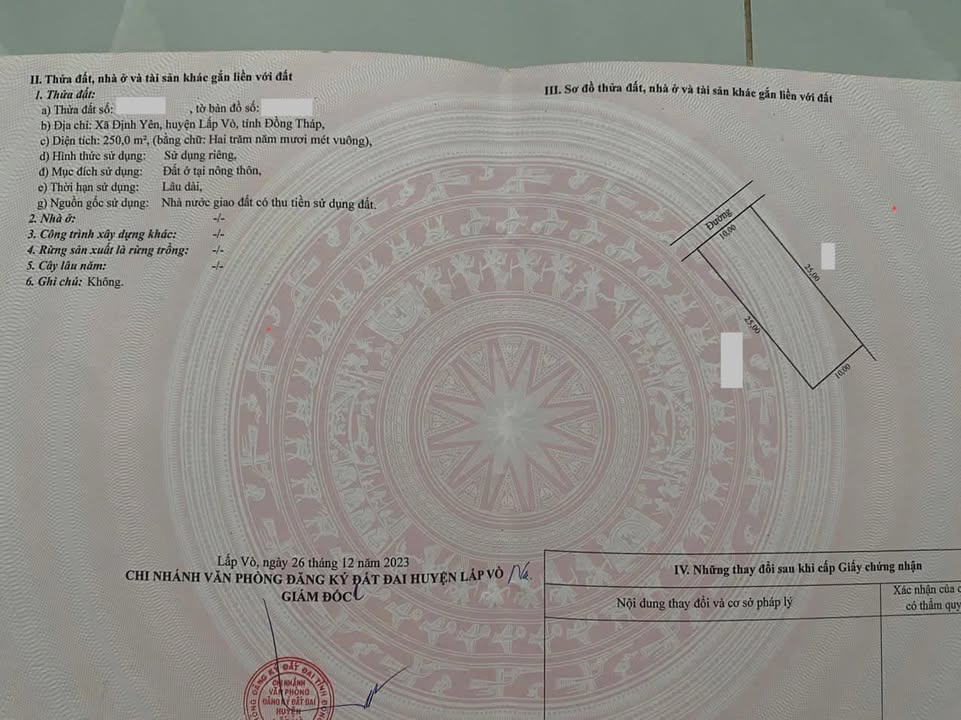 II. Thửa đất, nhà ở và tài sản khác gắn liền với đất
1. Thửa đất:
a) Thửa đất số: , tờ bản đồ số:
b) Địa chỉ: Xã Định Yên, huyện Lấp Vò, tỉnh Đồng Tháp,
c) Diện tích: 250,0 m², (bằng chữ: Hai trăm năm mươi mét vuông),
d) Hình thức sử dụng: Sử dụng riêng,
đ) Mục đích sử dụng: Đất ở tại nông thôn,
e) Thời hạn sử dụng: Lâu dài,
g) Nguồn gốc sử dụng: Nhà nước giao đất có thu tiền sử dụng đất.
2. Nhà ở: -/-
3. Công trình xây dựng khác: -/-
4. Rừng sản xuất là rừng trồng: -/-
5. Cây lâu năm: -/-
6. Ghi chú: Không.
III. Sơ đồ thửa đất, nhà ở và tài sản khác gắn liền với đất
Đường
10,00
25,00
25,00
10,00
Lấp Vò, ngày 26 tháng 12 năm 2023
CHI NHÁNH VĂN PHÒNG ĐĂNG KÝ ĐẤT ĐAI HUYỆN LẤP VÒ
GIÁM ĐỐC
CHI NHÁNH
VĂN PHÒNG
ĐĂNG KÝ ĐẤT ĐAI
HUYỆN
IV. Những thay đổi sau khi cấp Giấy chứng nhận
Nội dung thay đổi và cơ sở pháp lý
Xác nhận của c
có thẩm quy